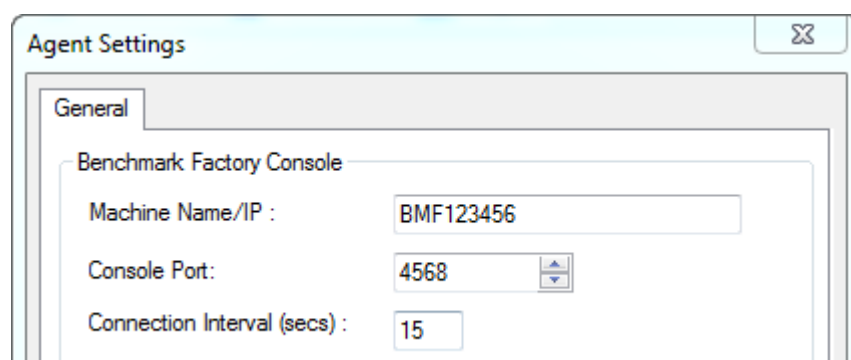 Agent Settings
General
Benchmark Factory Console
Machine Name/IP : BMF123456
Console Port: 4568
Connection Interval (secs) : 15